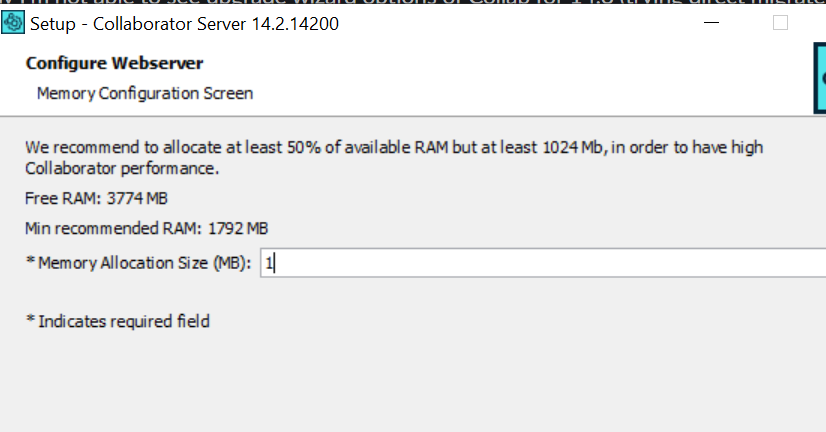 Setup - Collaborator Server 14.2.14200
Configure Webserver
Memory Configuration Screen
We recommend to allocate at least 50% of available RAM but at least 1024 Mb, in order to have high
Collaborator performance.
Free RAM: 3774 MB
Min recommended RAM: 1792 MB
* Memory Allocation Size (MB): 1
* Indicates required field